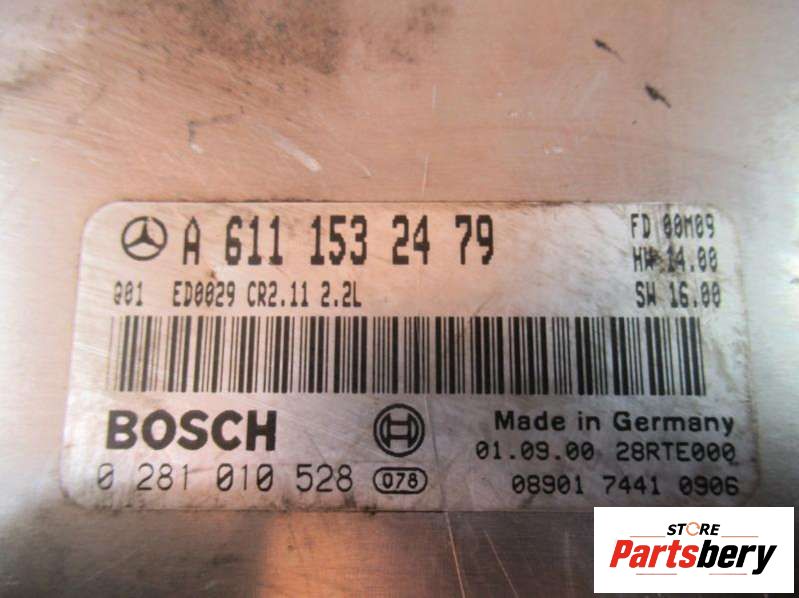 A 611 153 24 79
FD 00M09
HW 14.00
Q01 ED0029 CR2.11 2.2L
SW 16.00
BOSCH
Made in Germany
01.09.00 28RTE000
0 281 010 528 078
08901 7441 0906
STORE
Partsbery